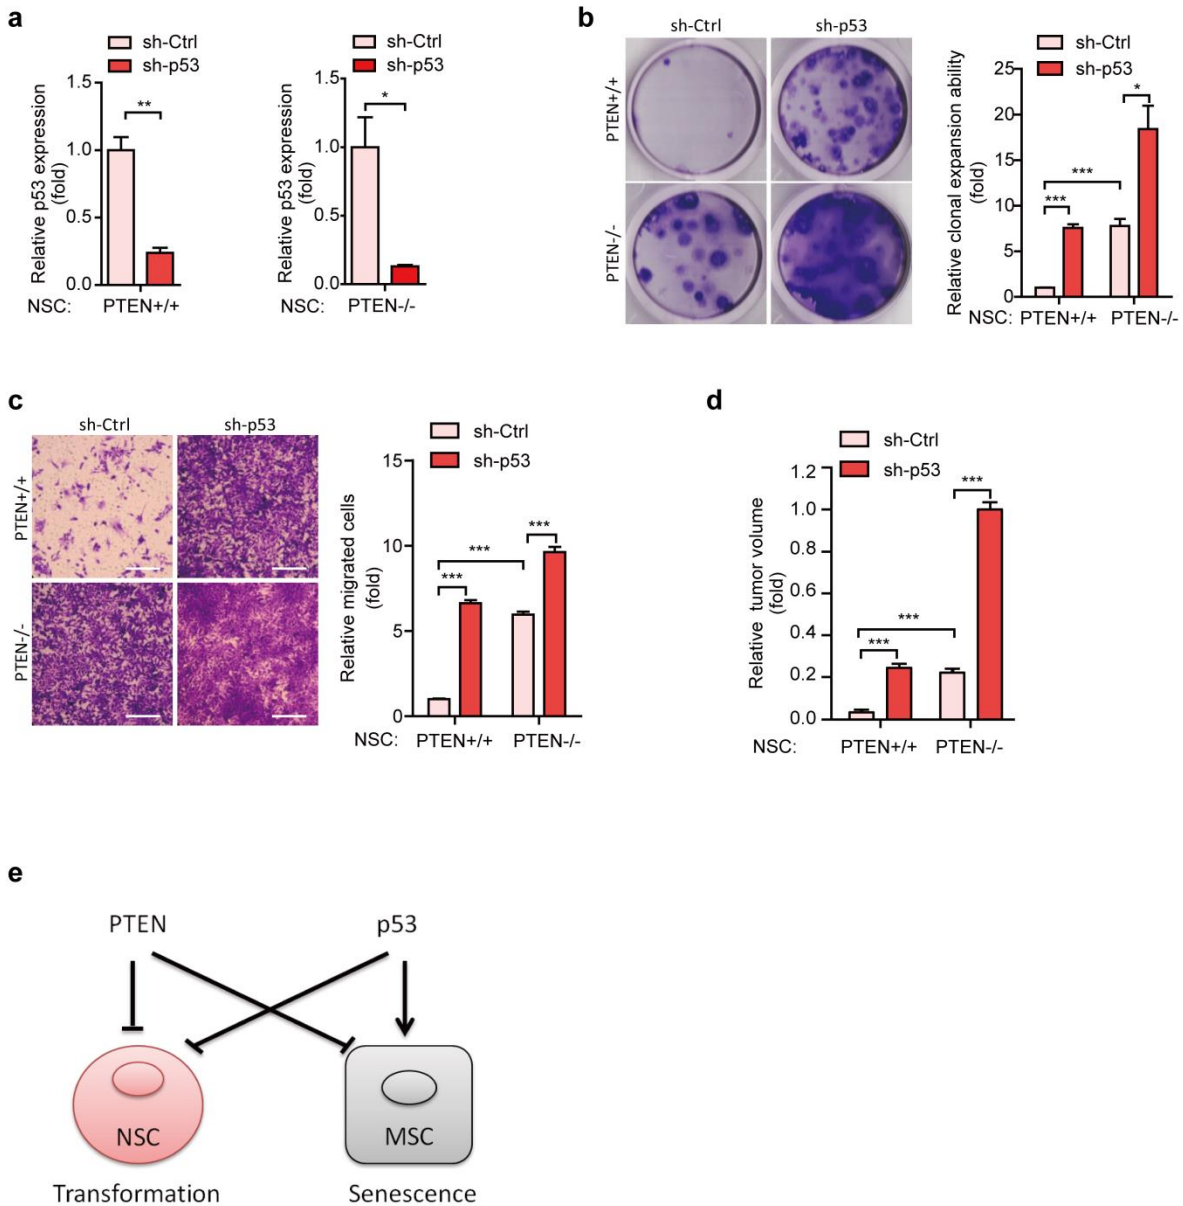 a
sh-Ctrl
sh-p53
Relative p53 expression
(fold)
1.5
1.0
0.5
0.0
**
NSC: PTEN+/+
sh-Ctrl
sh-p53
Relative p53 expression
(fold)
1.5
1.0
0.5
0.0
*
NSC: PTEN-/-
b
sh-Ctrl sh-p53
PTEN+/+
PTEN-/-
sh-Ctrl
sh-p53
Relative clonal expansion ability
(fold)
25
20
15
10
5
0
***
***
*
NSC: PTEN+/+ PTEN-/-
c
sh-Ctrl sh-p53
PTEN+/+
PTEN-/-
sh-Ctrl
sh-p53
Relative migrated cells
(fold)
15
10
5
0
***
***
***
NSC: PTEN+/+ PTEN-/-
d
sh-Ctrl
sh-p53
Relative tumor volume
(fold)
1.2
1.0
0.8
0.6
0.4
0.2
0.0
***
***
***
NSC: PTEN+/+ PTEN-/-
e
PTEN p53
NSC MSC
Transformation Senescence